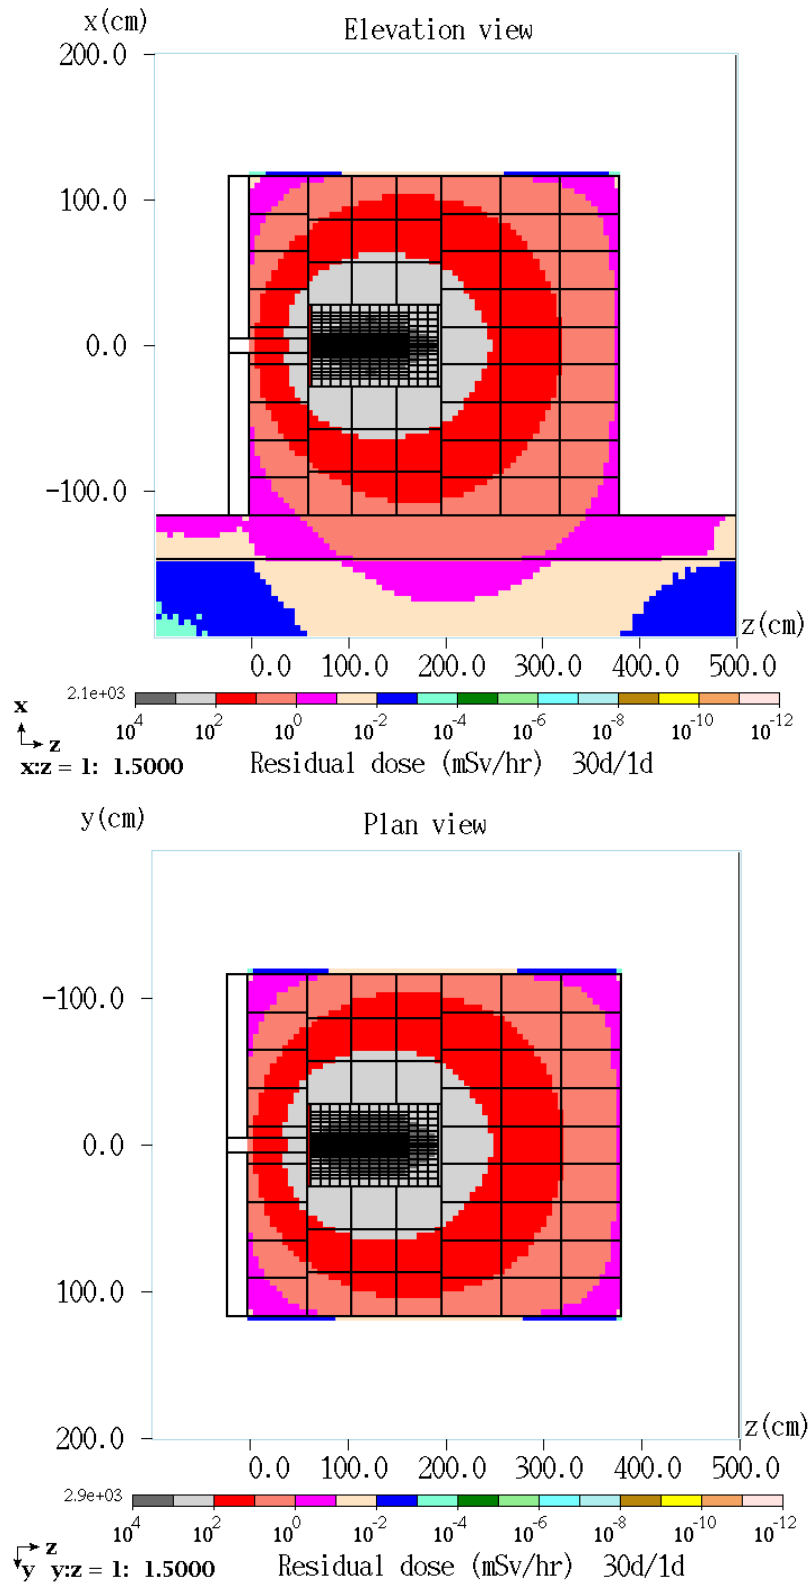 x(cm)
Elevation view
200.0
100.0
0.0
-100.0
z(cm)
0.0 100.0 200.0 300.0 400.0 500.0
2.1e+03
10^4 10^2 10^0 10^-2 10^-4 10^-6 10^-8 10^-10 10^-12
x
z
x:z = 1: 1.5000
Residual dose (mSv/hr) 30d/1d
y(cm)
Plan view
-100.0
0.0
100.0
200.0
z(cm)
0.0 100.0 200.0 300.0 400.0 500.0
2.9e+03
10^4 10^2 10^0 10^-2 10^-4 10^-6 10^-8 10^-10 10^-12
z
y y:z = 1: 1.5000
Residual dose (mSv/hr) 30d/1d